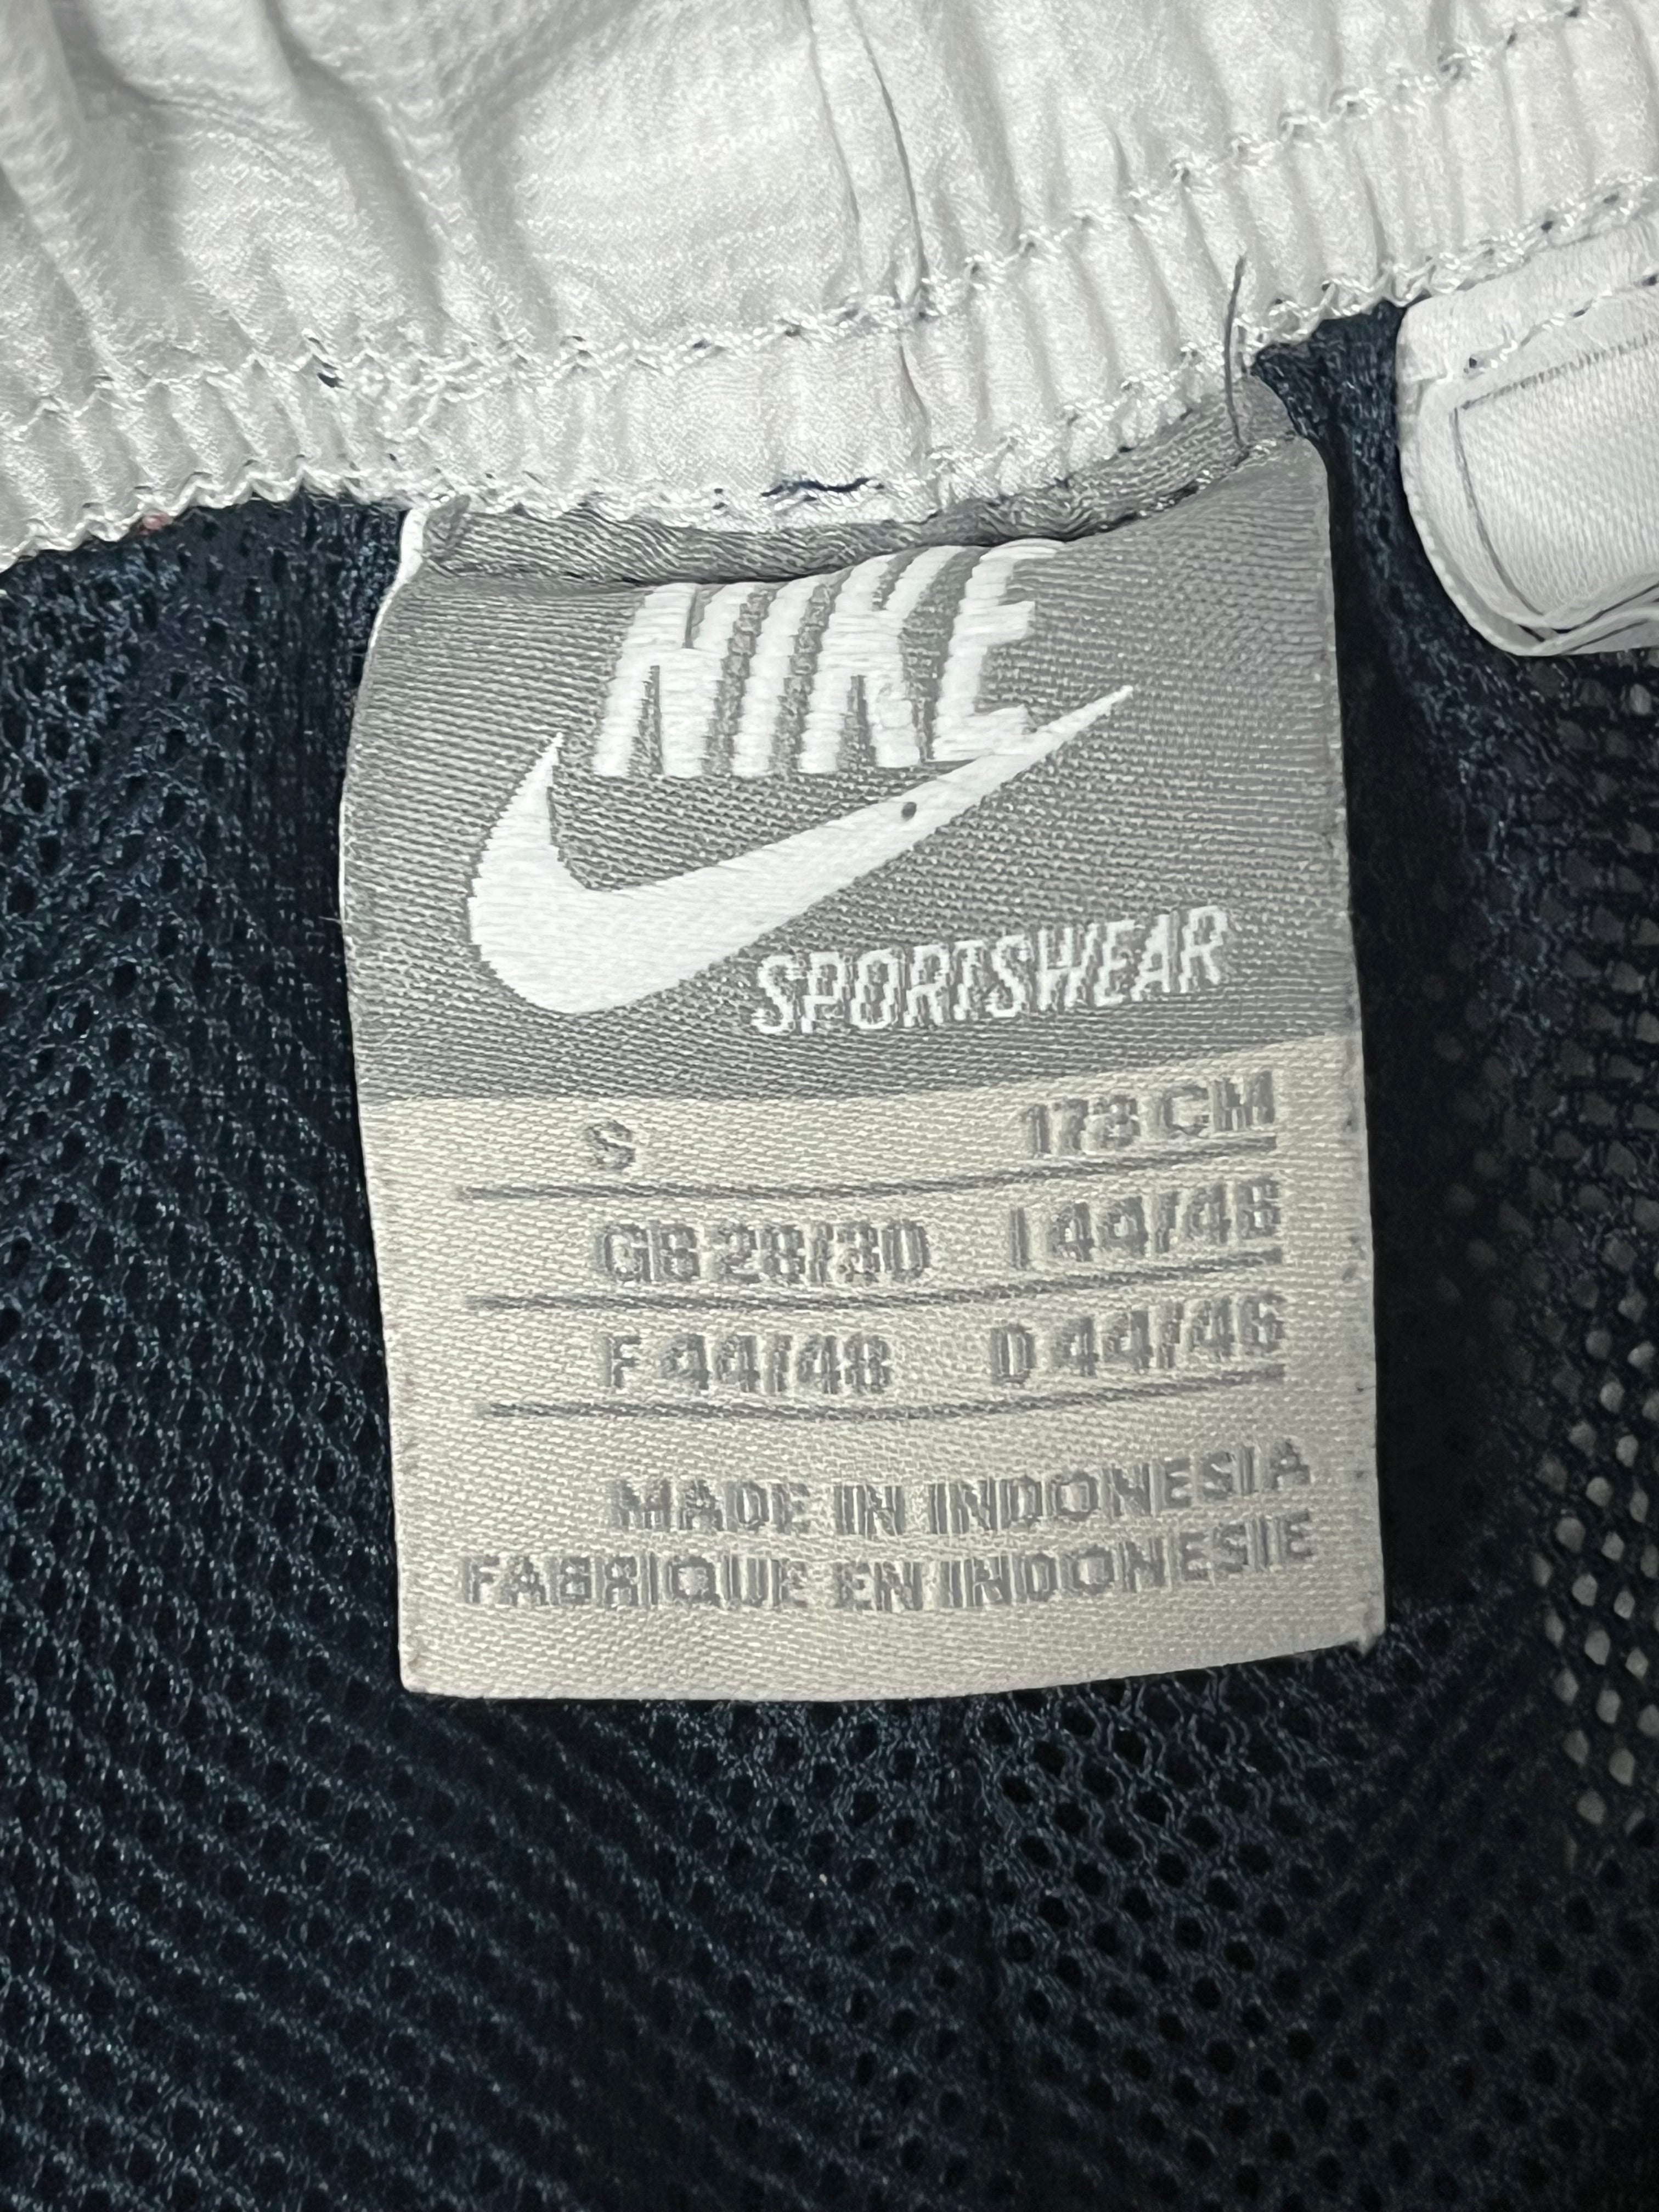 NIKE
SPORTSWEAR
S 173 CM
GB 28/30 I 44/46
F 44/48 D 44/46
MADE IN INDONESIA
FABRIQUE EN INDONESIE